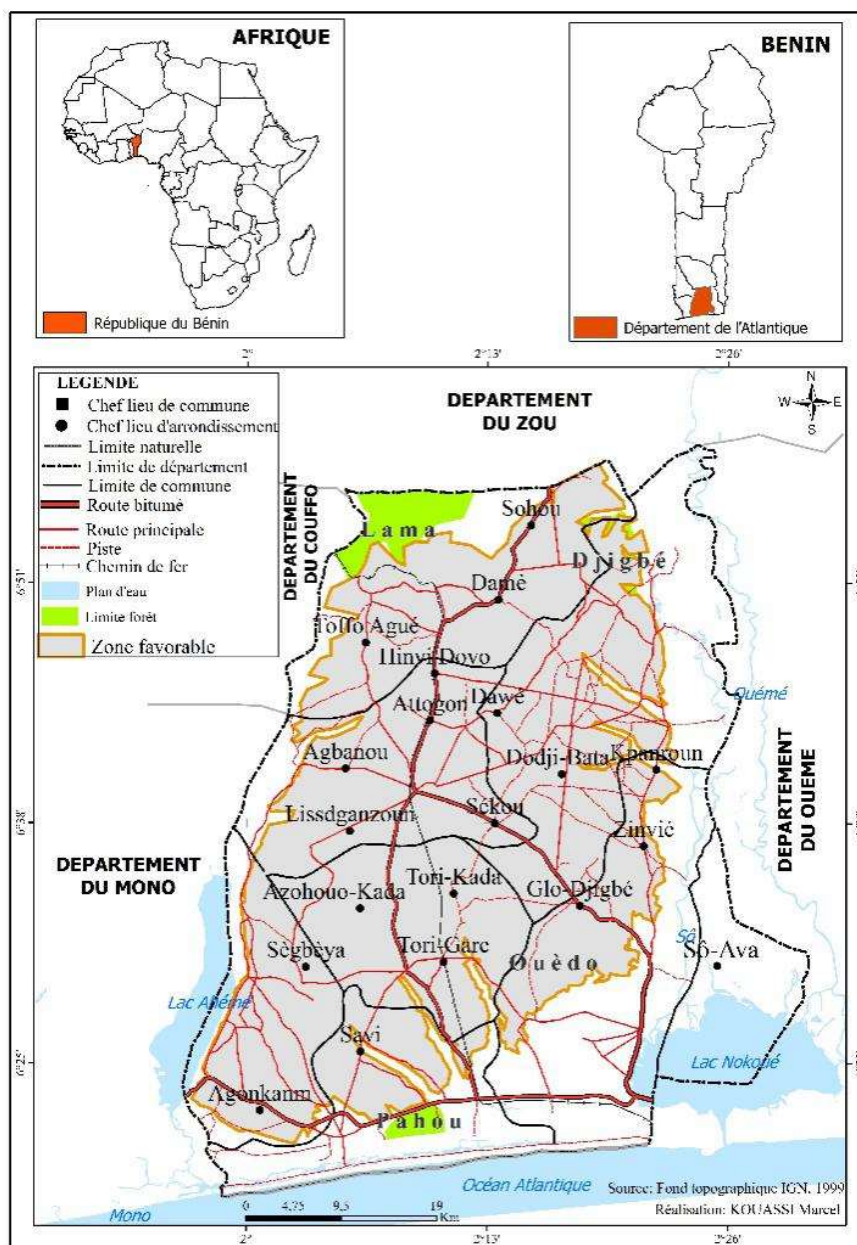 AFRIQUE
République du Bénin
BENIN
Département de l'Atlantique
2°
2°13'
2°26'
LEGENDE
Chef lieu de commune
Chef lieu d'arrondissement
Limite naturelle
Limite de département
Limite de commune
Route bitumé
Route principale
Piste
Chemin de fer
Plan d'eau
Limite forêt
Zone favorable
DEPARTEMENT
DU ZOU
N
W
E
S
DEPARTEMENT
DU COUFFO
Lama
Sohou
Djigbé
6°51'
Damè
Toffo Agué
Hinvi Dovo
Attogon
Dawé
Ouémé
Agbanou
Dodji-Bata
Kpanroun
DEPARTEMENT
DU OUEME
Lissdganzoun
Sékou
6°38'
Zinvié
DEPARTEMENT
DU MONO
Azohouo-Kada
Tori-Kada
Glo-Djigbé
Sègbèya
Tori-Gare
Ouèdo
Sô
Sô-Ava
Lac Ahémé
Savi
6°25'
Lac Nokoué
Agonkanm
Pahou
Océan Atlantique
Source: Fond topographique IGN, 1999
Réalisation: KOUASSI Marcel
Mono
0
4,75
9,5
19
Km
2°
2°13'
2°26'